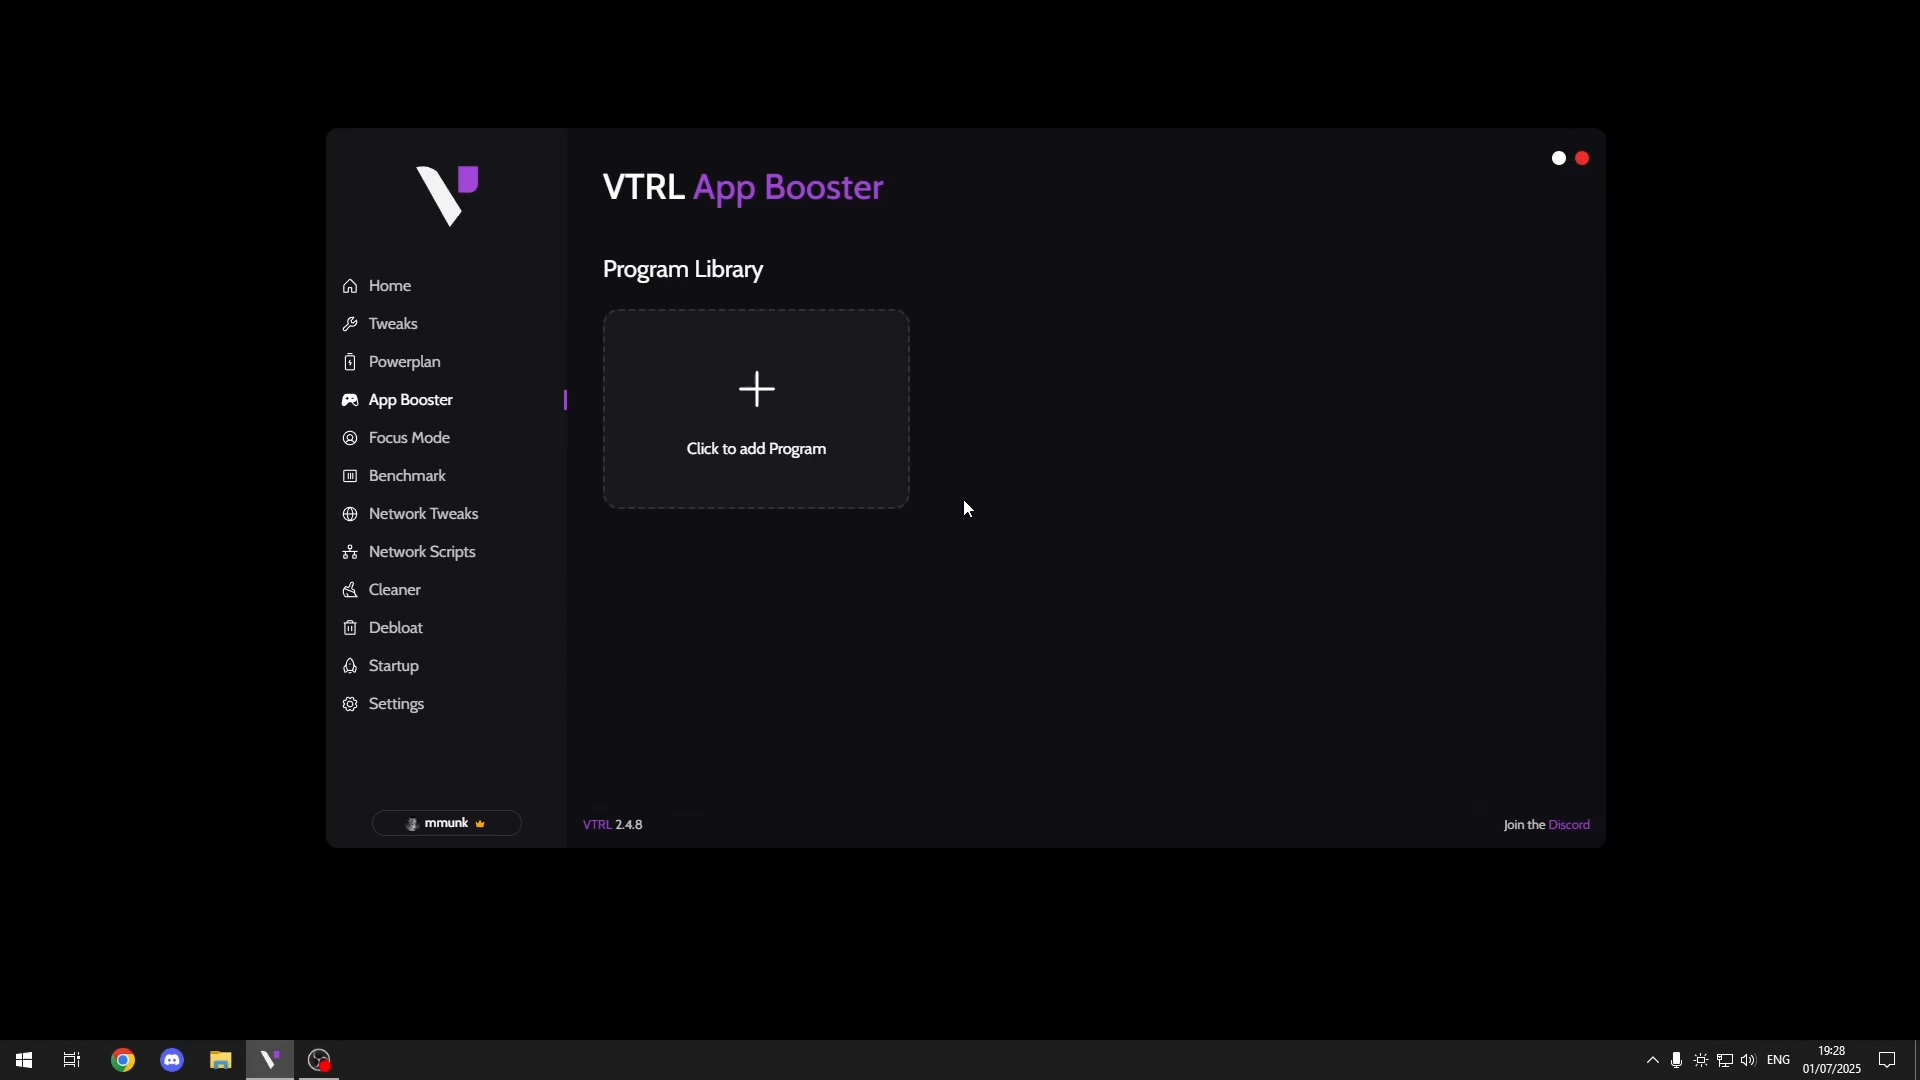 VTRL App Booster
Program Library
Click to add Program
Home
Tweaks
Powerplan
App Booster
Focus Mode
Benchmark
Network Tweaks
Network Scripts
Cleaner
Debloat
Startup
Settings
mmunk
VTRL 2.4.8
Join the Discord
ENG
19:28
01/07/2025